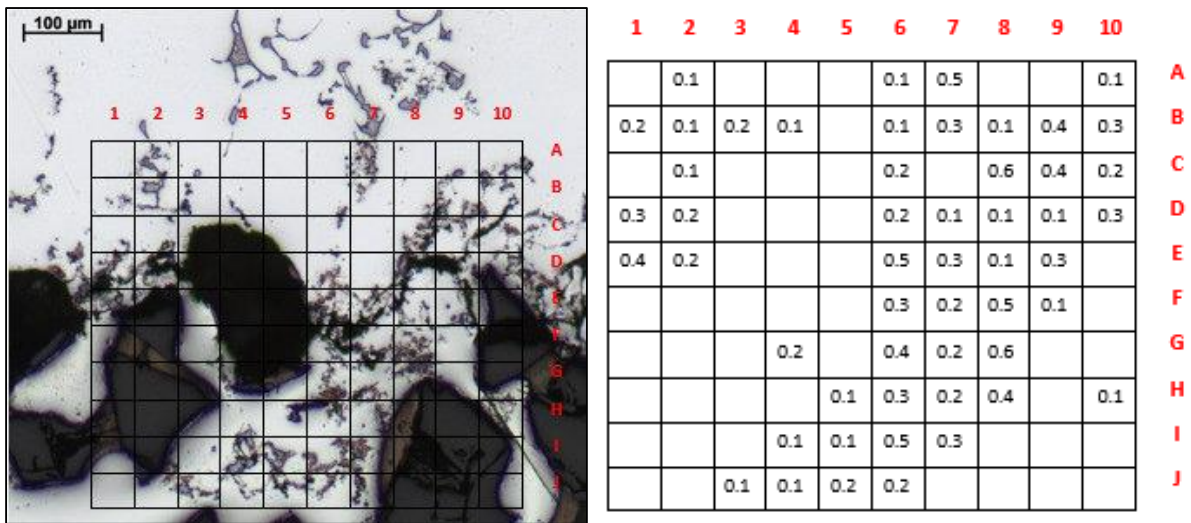 100 µm
1 2 3 4 5 6 7 8 9 10
A
B
C
D
E
F
G
H
I
J
1 2 3 4 5 6 7 8 9 10
0.1 0.1 0.5 0.1 A
0.2 0.1 0.2 0.1 0.1 0.3 0.1 0.4 0.3 B
0.1 0.2 0.6 0.4 0.2 C
0.3 0.2 0.2 0.1 0.1 0.1 0.3 D
0.4 0.2 0.5 0.3 0.1 0.3 E
0.3 0.2 0.5 0.1 F
0.2 0.4 0.2 0.6 G
0.1 0.3 0.2 0.4 0.1 H
0.1 0.1 0.5 0.3 I
0.1 0.1 0.2 0.2 J